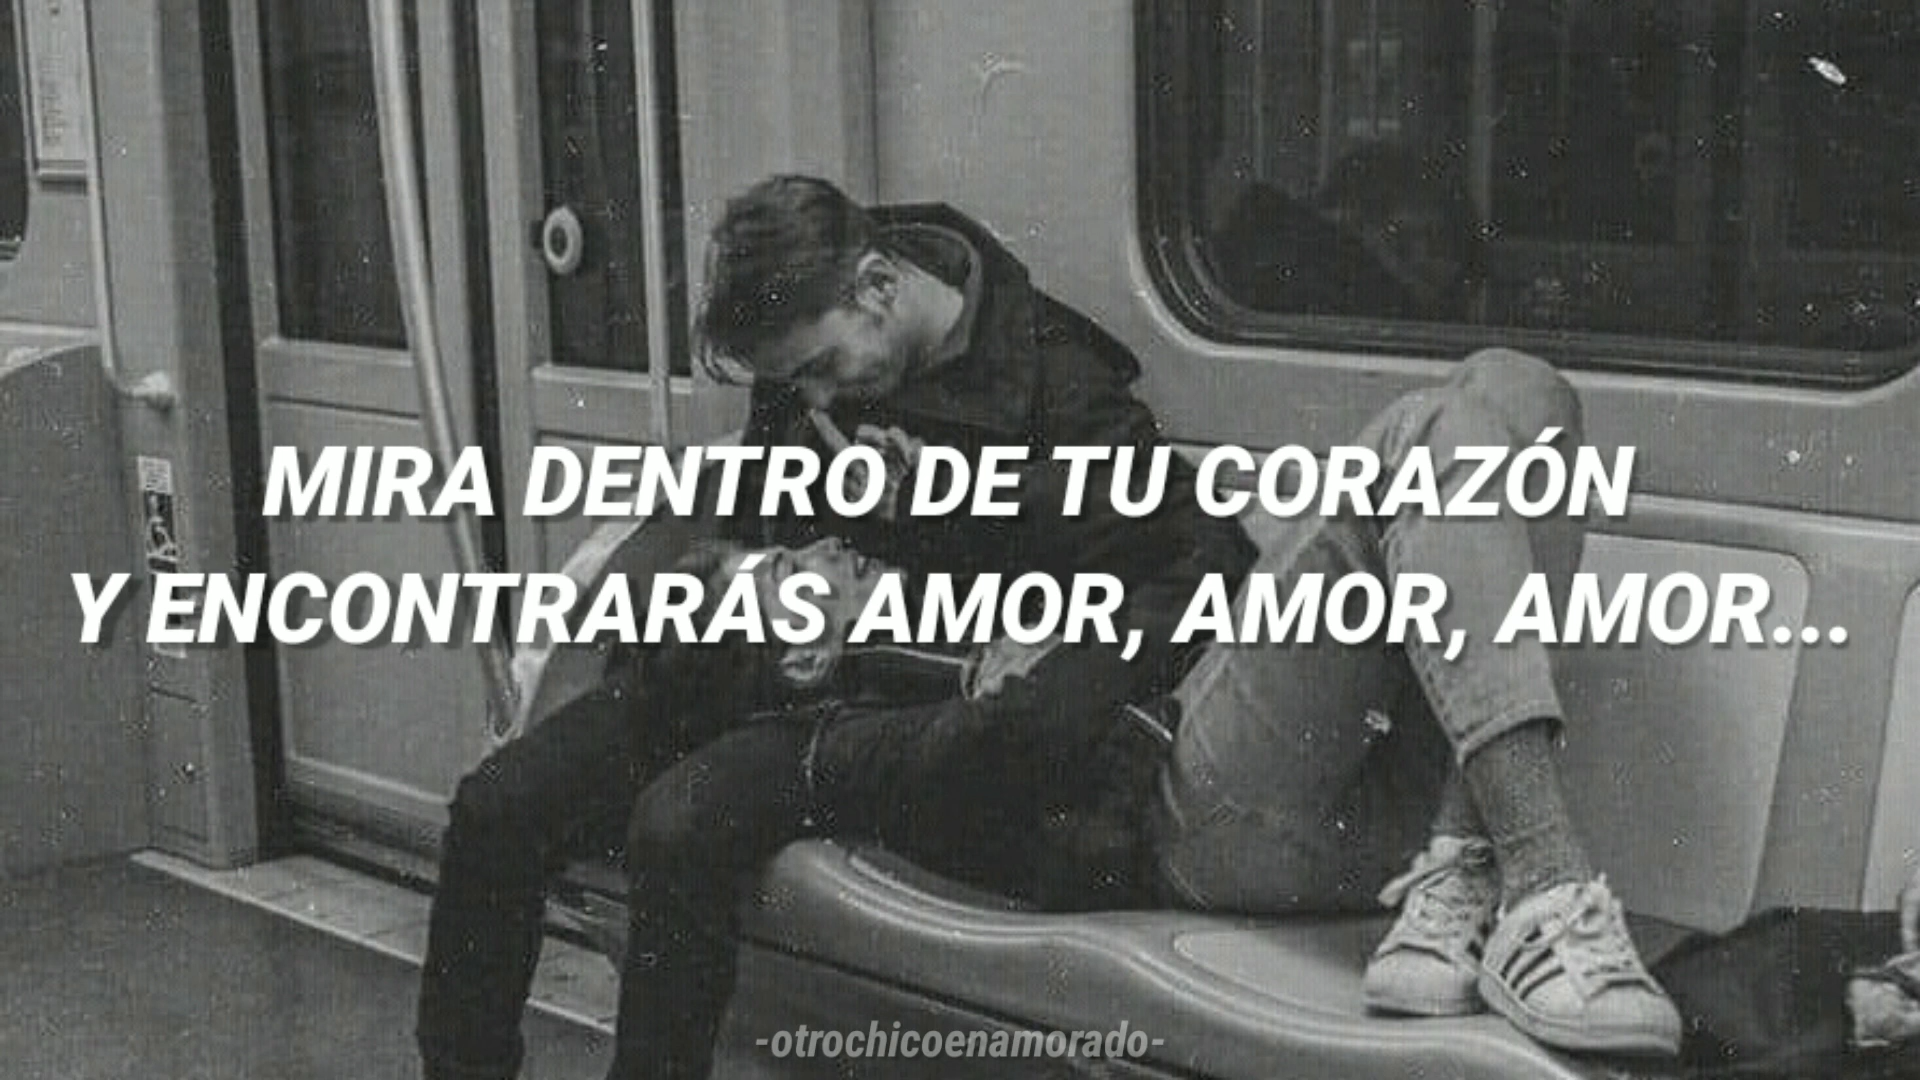 MIRA DENTRO DE TU CORAZÓN
Y ENCONTRARÁS AMOR, AMOR, AMOR...
-otrochicoenamorado-